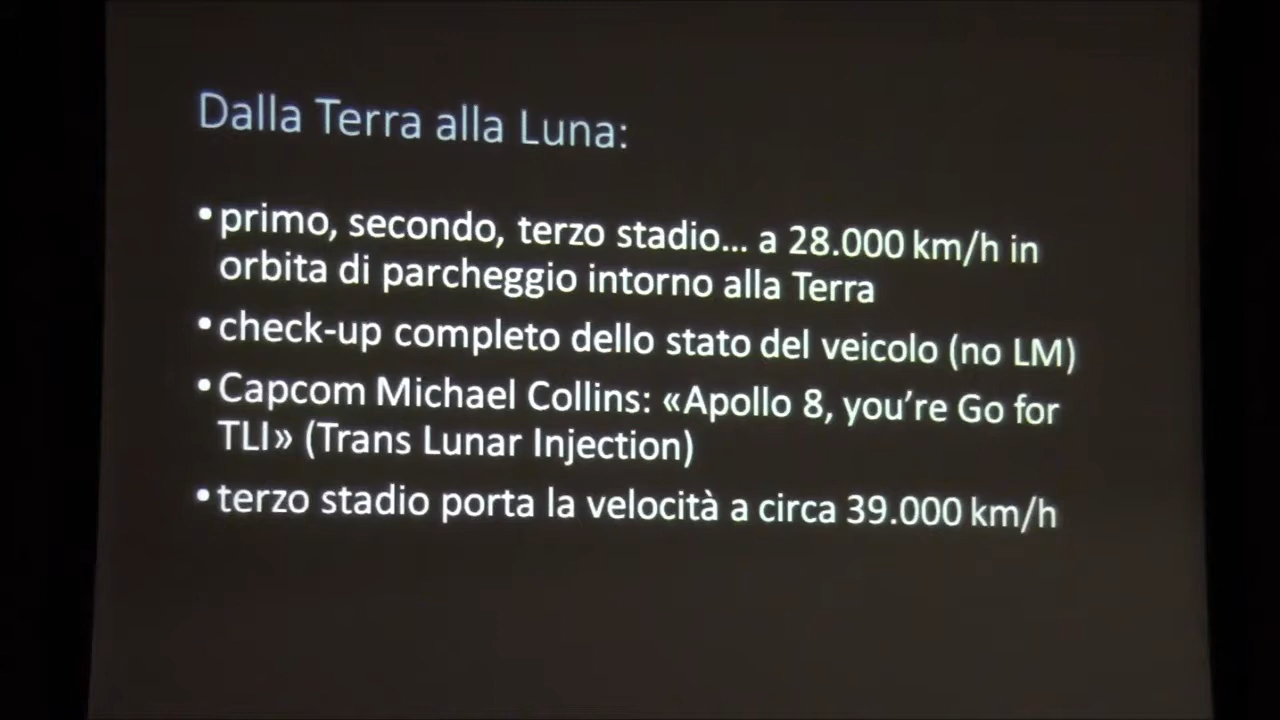 Dalla Terra alla Luna:
• primo, secondo, terzo stadio... a 28.000 km/h in
orbita di parcheggio intorno alla Terra
• check-up completo dello stato del veicolo (no LM)
• Capcom Michael Collins: «Apollo 8, you’re Go for
TLI» (Trans Lunar Injection)
• terzo stadio porta la velocità a circa 39.000 km/h